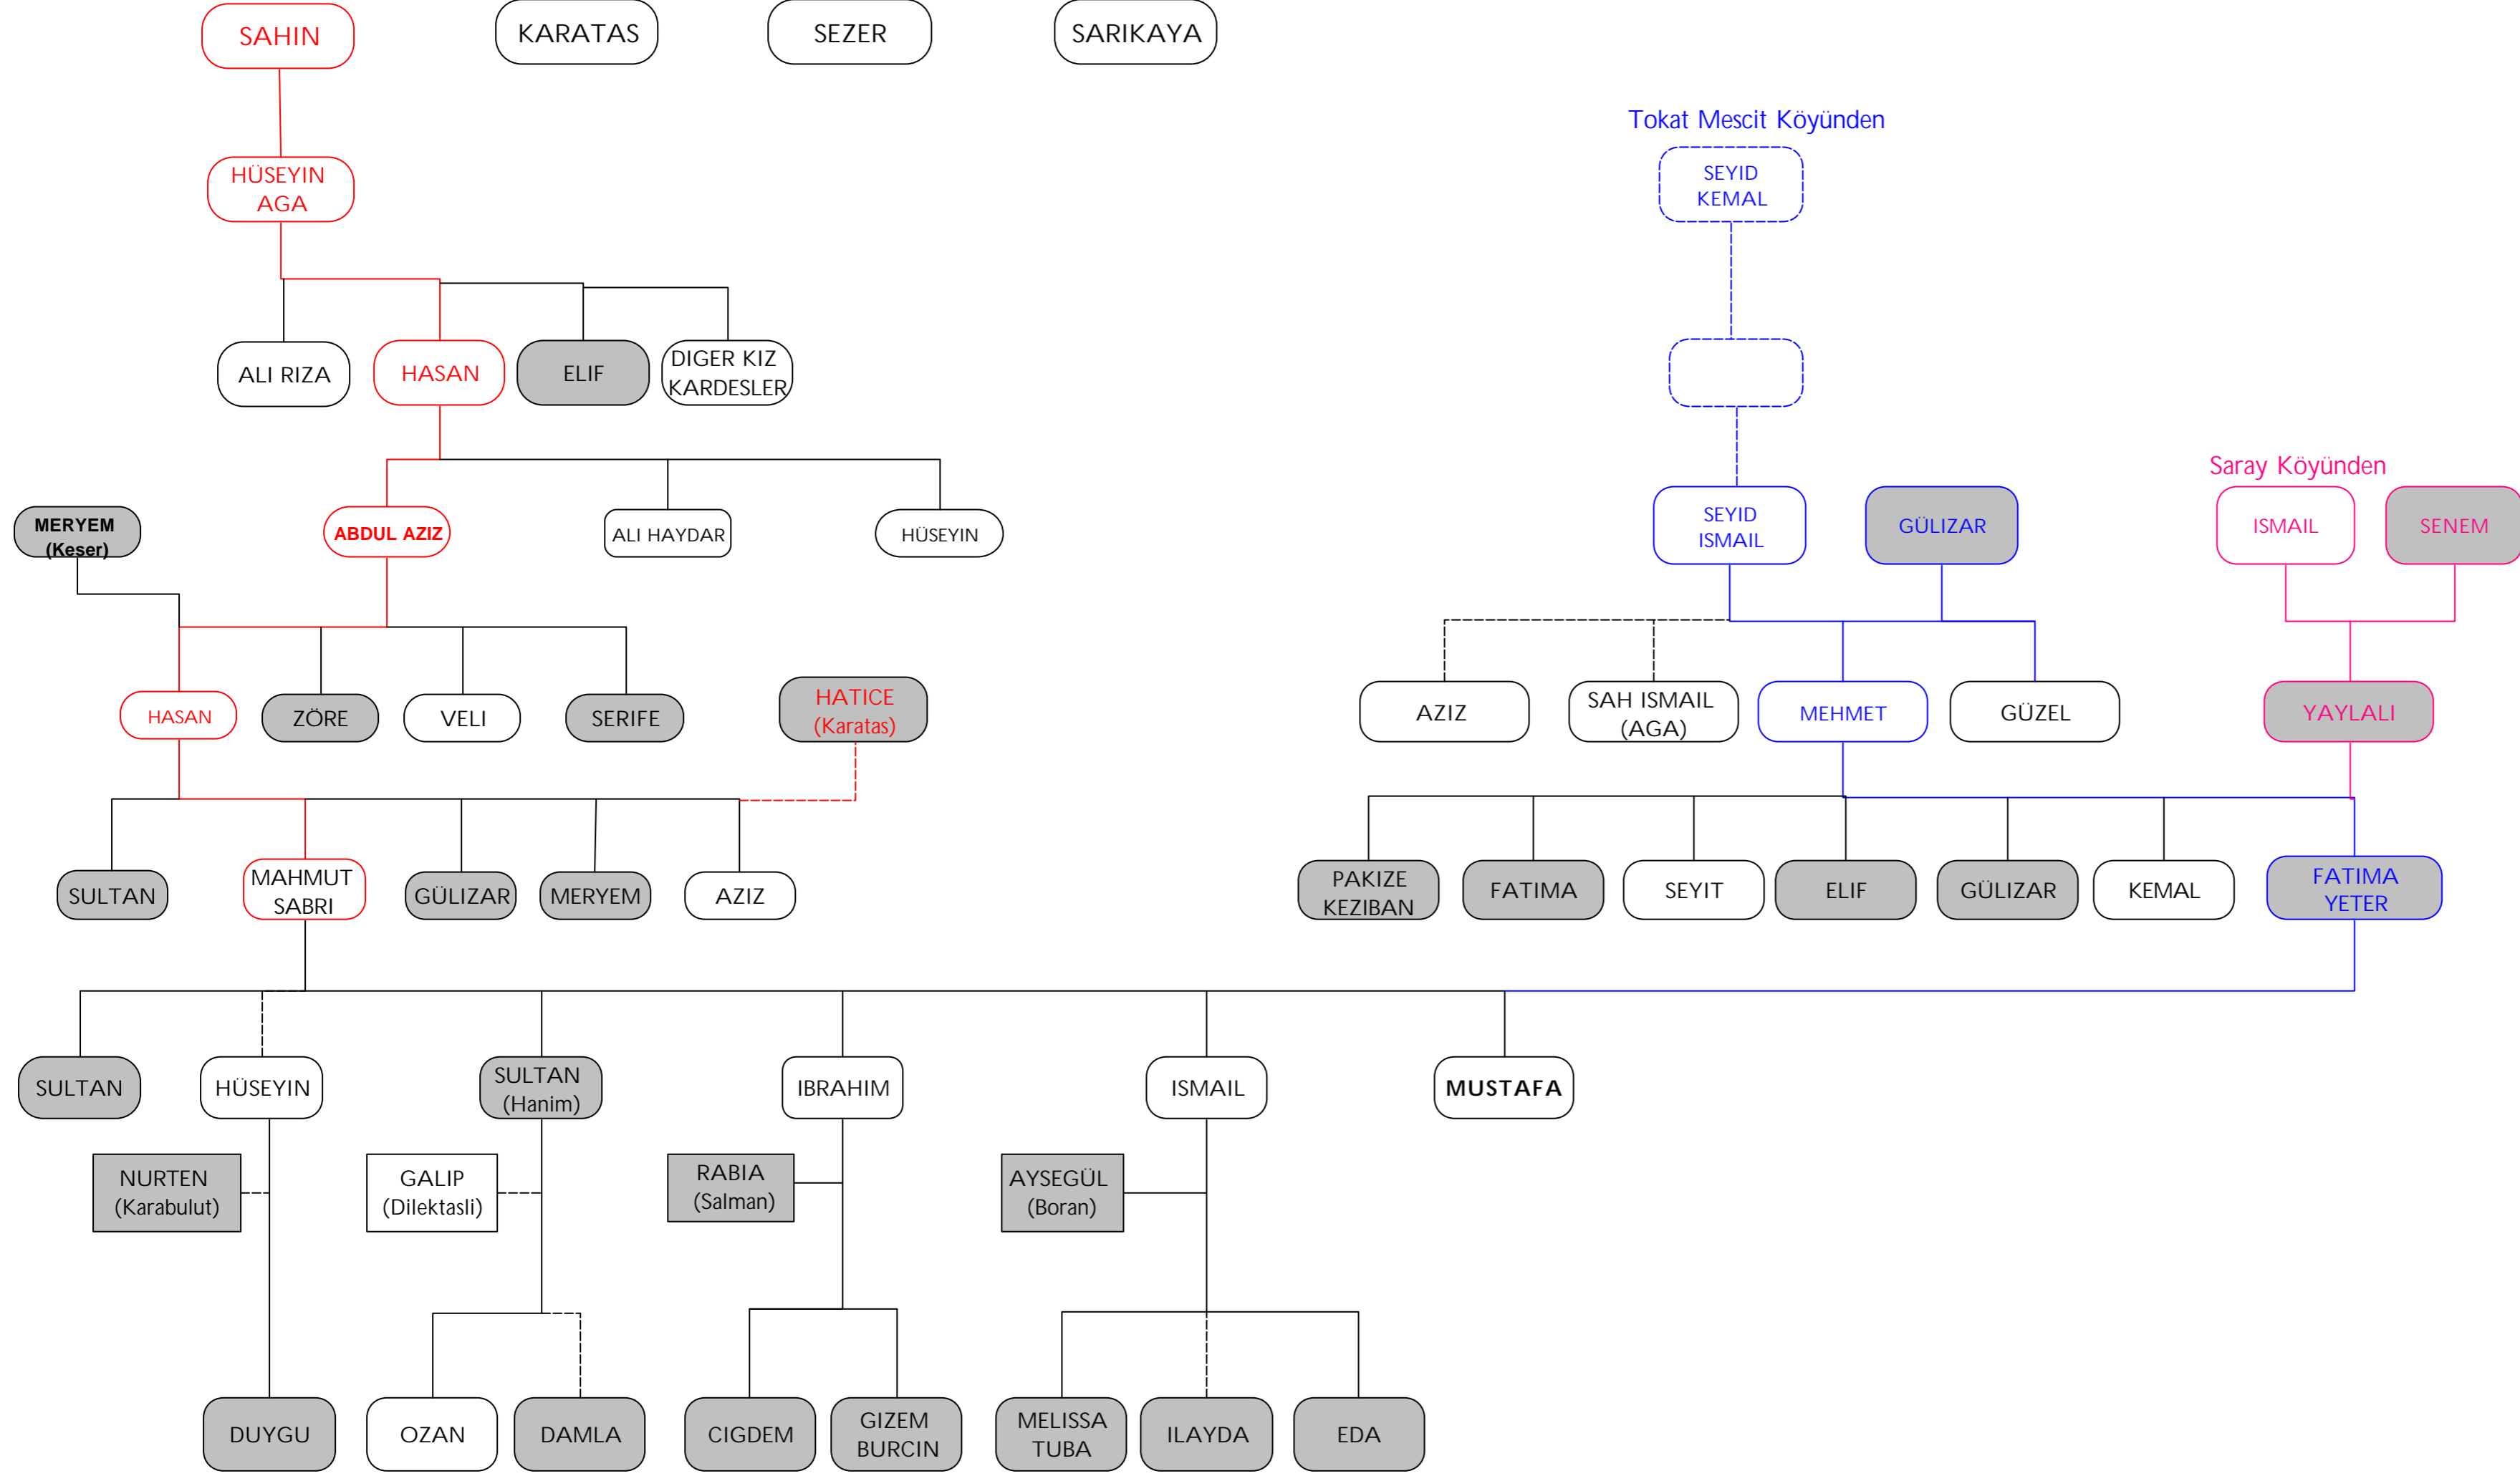 SAHIN
KARATAS
SEZER
SARIKAYA
Tokat Mescit Köyünden
HÜSEYIN
AGA
SEYID
KEMAL
ALI RIZA
HASAN
ELIF
DIGER KIZ
KARDESLER
Saray Köyünden
MERYEM
(Keser)
ABDUL AZIZ
ALI HAYDAR
HÜSEYIN
SEYID
ISMAIL
GÜLIZAR
ISMAIL
SENEM
HASAN
ZÖRE
VELI
SERIFE
HATICE
(Karatas)
AZIZ
SAH ISMAIL
(AGA)
MEHMET
GÜZEL
YAYLALI
SULTAN
MAHMUT
SABRI
GÜLIZAR
MERYEM
AZIZ
PAKIZE
KEZIBAN
FATIMA
SEYIT
ELIF
GÜLIZAR
KEMAL
FATIMA
YETER
SULTAN
HÜSEYIN
SULTAN
(Hanim)
IBRAHIM
ISMAIL
MUSTAFA
NURTEN
(Karabulut)
GALIP
(Dilektasli)
RABIA
(Salman)
AYSEGÜL
(Boran)
DUYGU
OZAN
DAMLA
CIGDEM
GIZEM
BURCIN
MELISSA
TUBA
ILAYDA
EDA